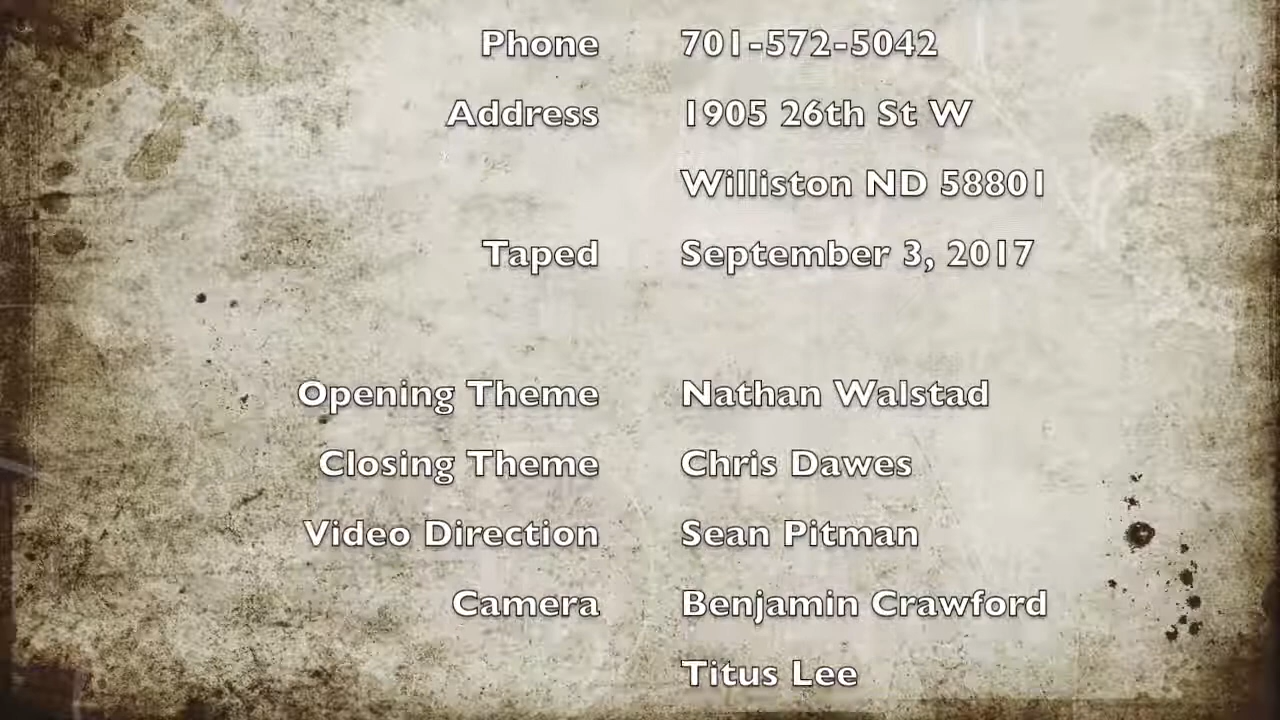 Phone 701-572-5042
Address 1905 26th St W
Williston ND 58801
Taped September 3, 2017
Opening Theme Nathan Walstad
Closing Theme Chris Dawes
Video Direction Sean Pitman
Camera Benjamin Crawford
Titus Lee